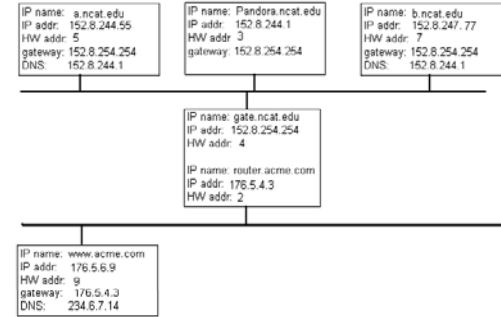 IP name: a.ncat.edu
IP addr: 152.8.244.55
HW addr: 5
gateway: 152.8.254.254
DNS: 152.8.244.1
IP name: Pandora.ncat.edu
IP addr: 152.8.244.1
HW addr 3
gateway: 152.8.254.254
IP name: b.ncat.edu
IP addr: 152.8.247.77
HW addr: 7
gateway: 152.8.254.254
DNS: 152.8.244.1
IP name: gate.ncat.edu
IP addr: 152.8.254.254
HW addr: 4
IP name: router.acme.com
IP addr: 176.5.4.3
HW addr: 2
IP name: www.acme.com
IP addr: 176.5.6.9
HW addr: 9
gateway: 176.5.4.3
DNS: 234.6.7.14